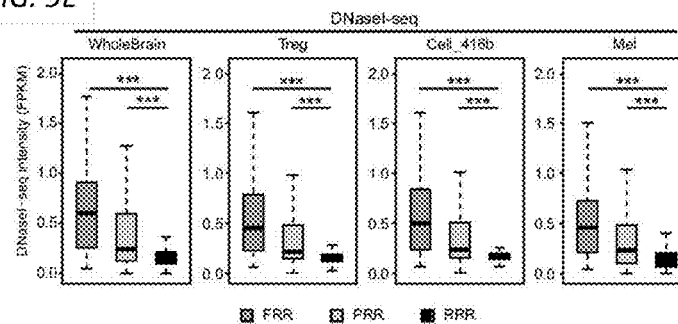 FIG. 9E
DNaseI-seq
WholeBrain Treg Cell_416b Mel
DNaseI-seq intensity (FPKM)
2.0 1.5 1.0 0.5 0.0
*** ***
2.0 1.5 1.0 0.5 0.0
*** ***
2.0 1.5 1.0 0.5 0.0
*** ***
2.0 1.5 1.0 0.5 0.0
*** ***
FRR PRR RRR